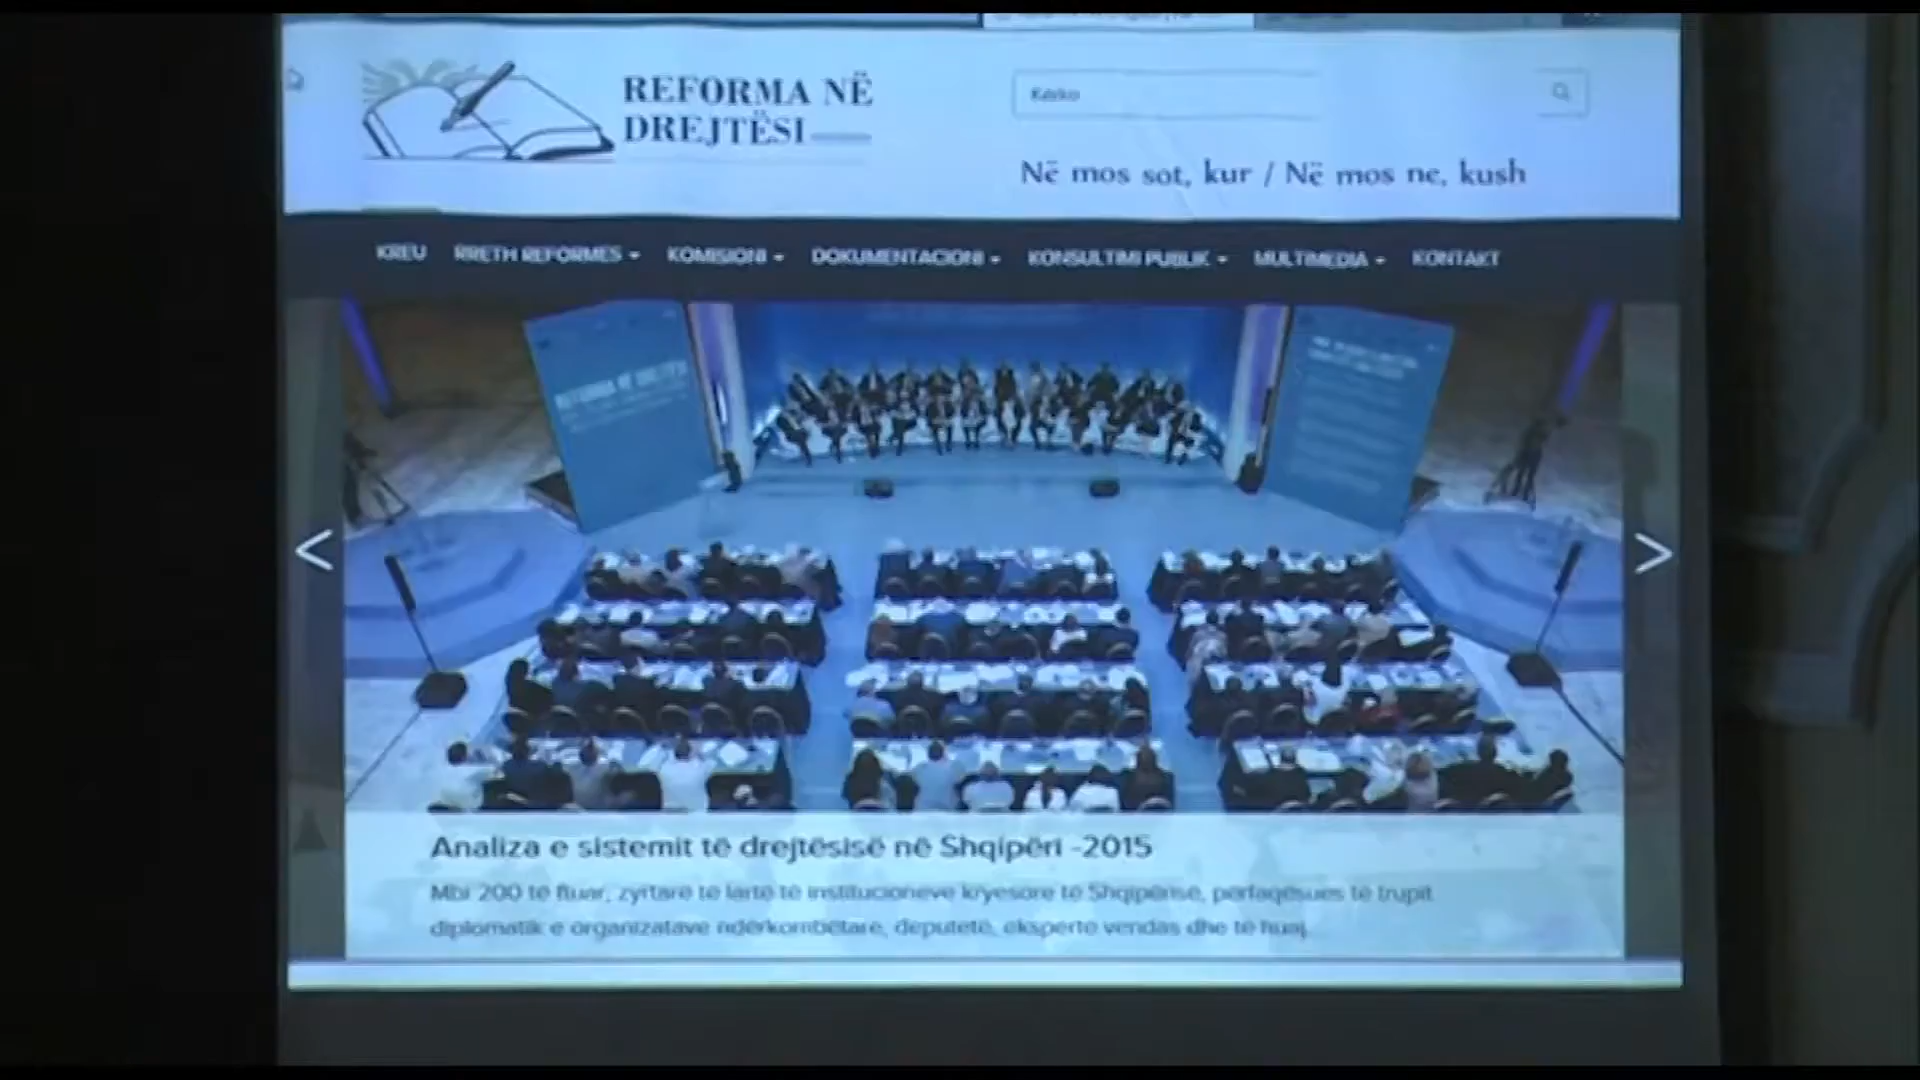 REFORMA NË
DREJTËSI
Kërko
Në mos sot, kur / Në mos ne, kush
KREU RRETH REFORMËS KOMISIONI DOKUMENTACIONI KONSULTIMI PUBLIK MULTIMEDIA KONTAKT
Analiza e sistemit të drejtësisë në Shqipëri -2015
Mbi 200 të ftuar, zyrtarë të lartë të institucioneve kryesore të Shqipërisë, përfaqësues të trupit
diplomatik e organizatave ndërkombëtare, deputetë, ekspertë vendas dhe të huaj.